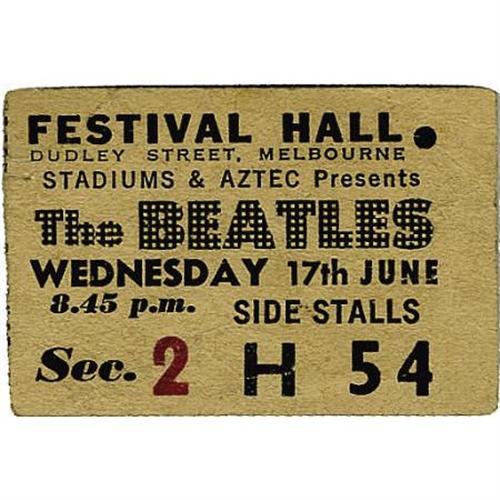 FESTIVAL HALL.
DUDLEY STREET, MELBOURNE
STADIUMS & AZTEC Presents
The BEATLES
WEDNESDAY 17th JUNE
8.45 p.m. SIDE STALLS
Sec. 2 H 54